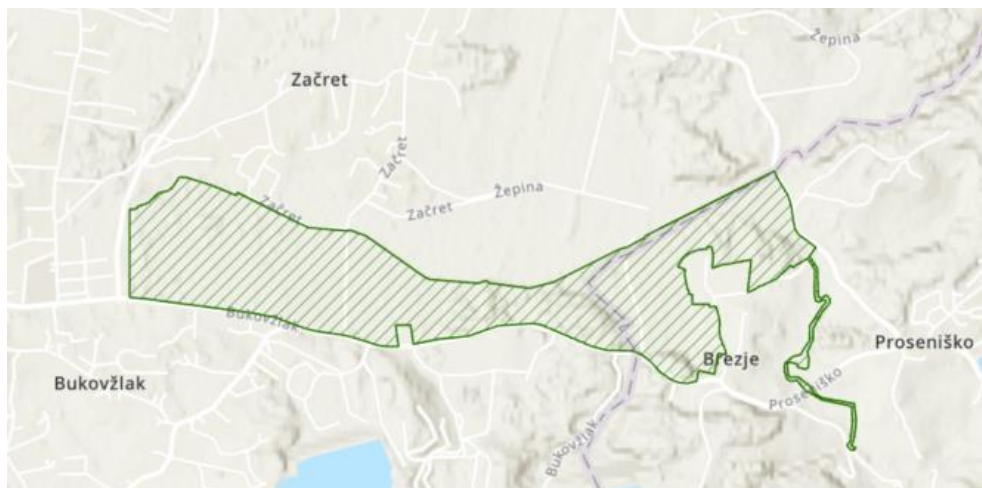 Žepina
Začret
Začret
Žepina
Začret
Začret
Bukovžlak
Proseniško
Brezje
Bukovžlak
Proseniško
Bukovžlak